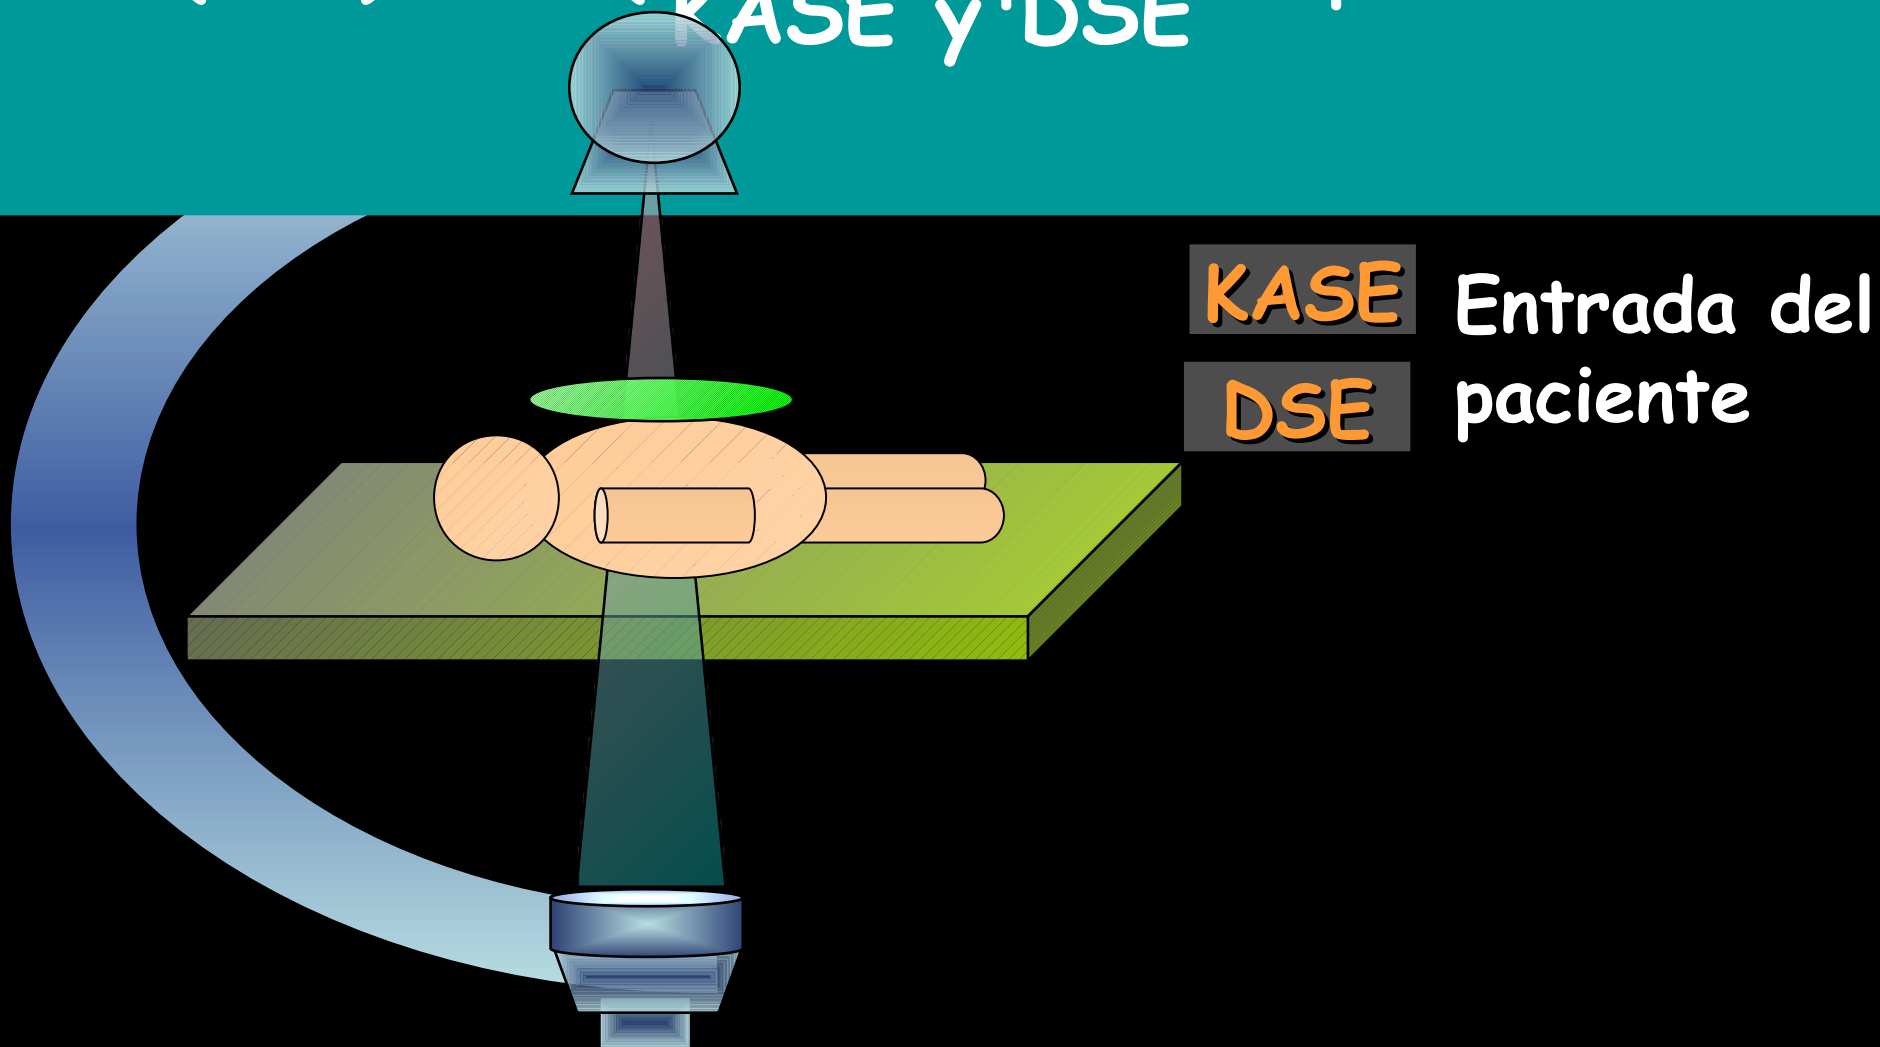 KASE y DSE
KASE
Entrada del
paciente
DSE